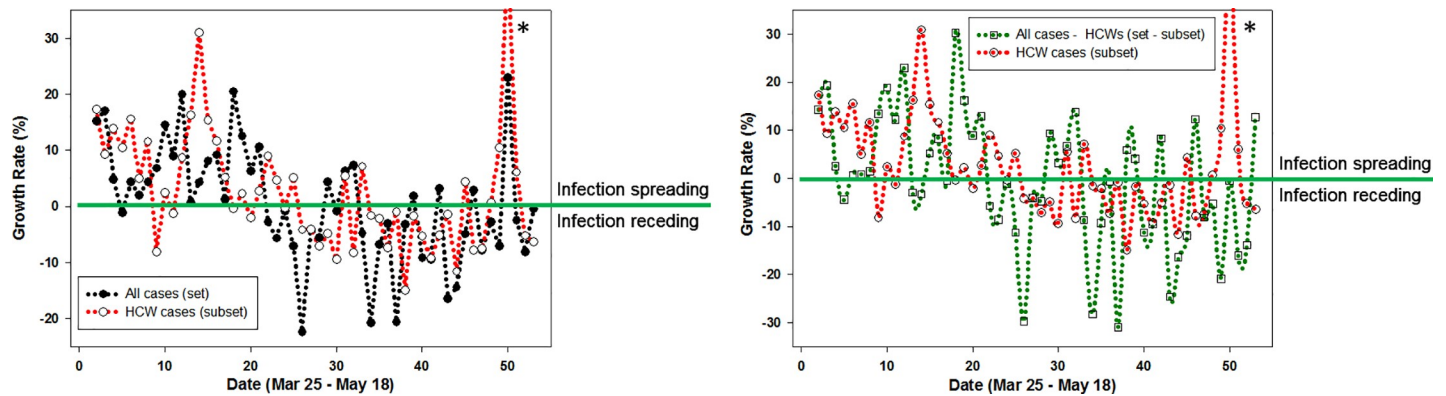 *
30
20
10
0
-10
-20
Growth Rate (%)
Infection spreading
Infection receding
All cases (set)
HCW cases (subset)
0
10
20
30
40
50
Date (Mar 25 - May 18)
*
All cases - HCWs (set - subset)
HCW cases (subset)
30
20
10
0
-10
-20
-30
Growth Rate (%)
Infection spreading
Infection receding
0
10
20
30
40
50
Date (Mar 25 - May 18)